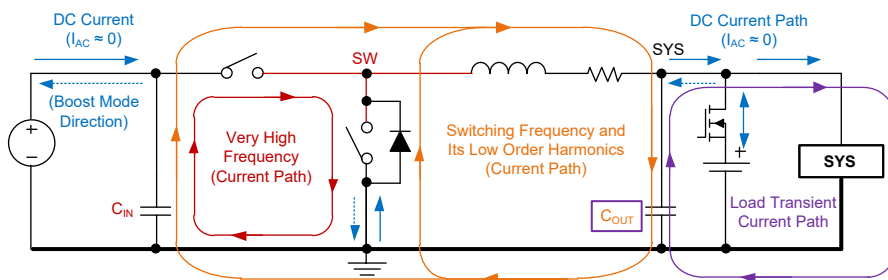 DC Current
(I_AC ≈ 0)
(Boost Mode
Direction)
+
−
C_IN
SW
Very High
Frequency
(Current Path)
Switching Frequency and
Its Low Order Harmonics
(Current Path)
SYS
DC Current Path
(I_AC ≈ 0)
C_OUT
+
SYS
Load Transient
Current Path